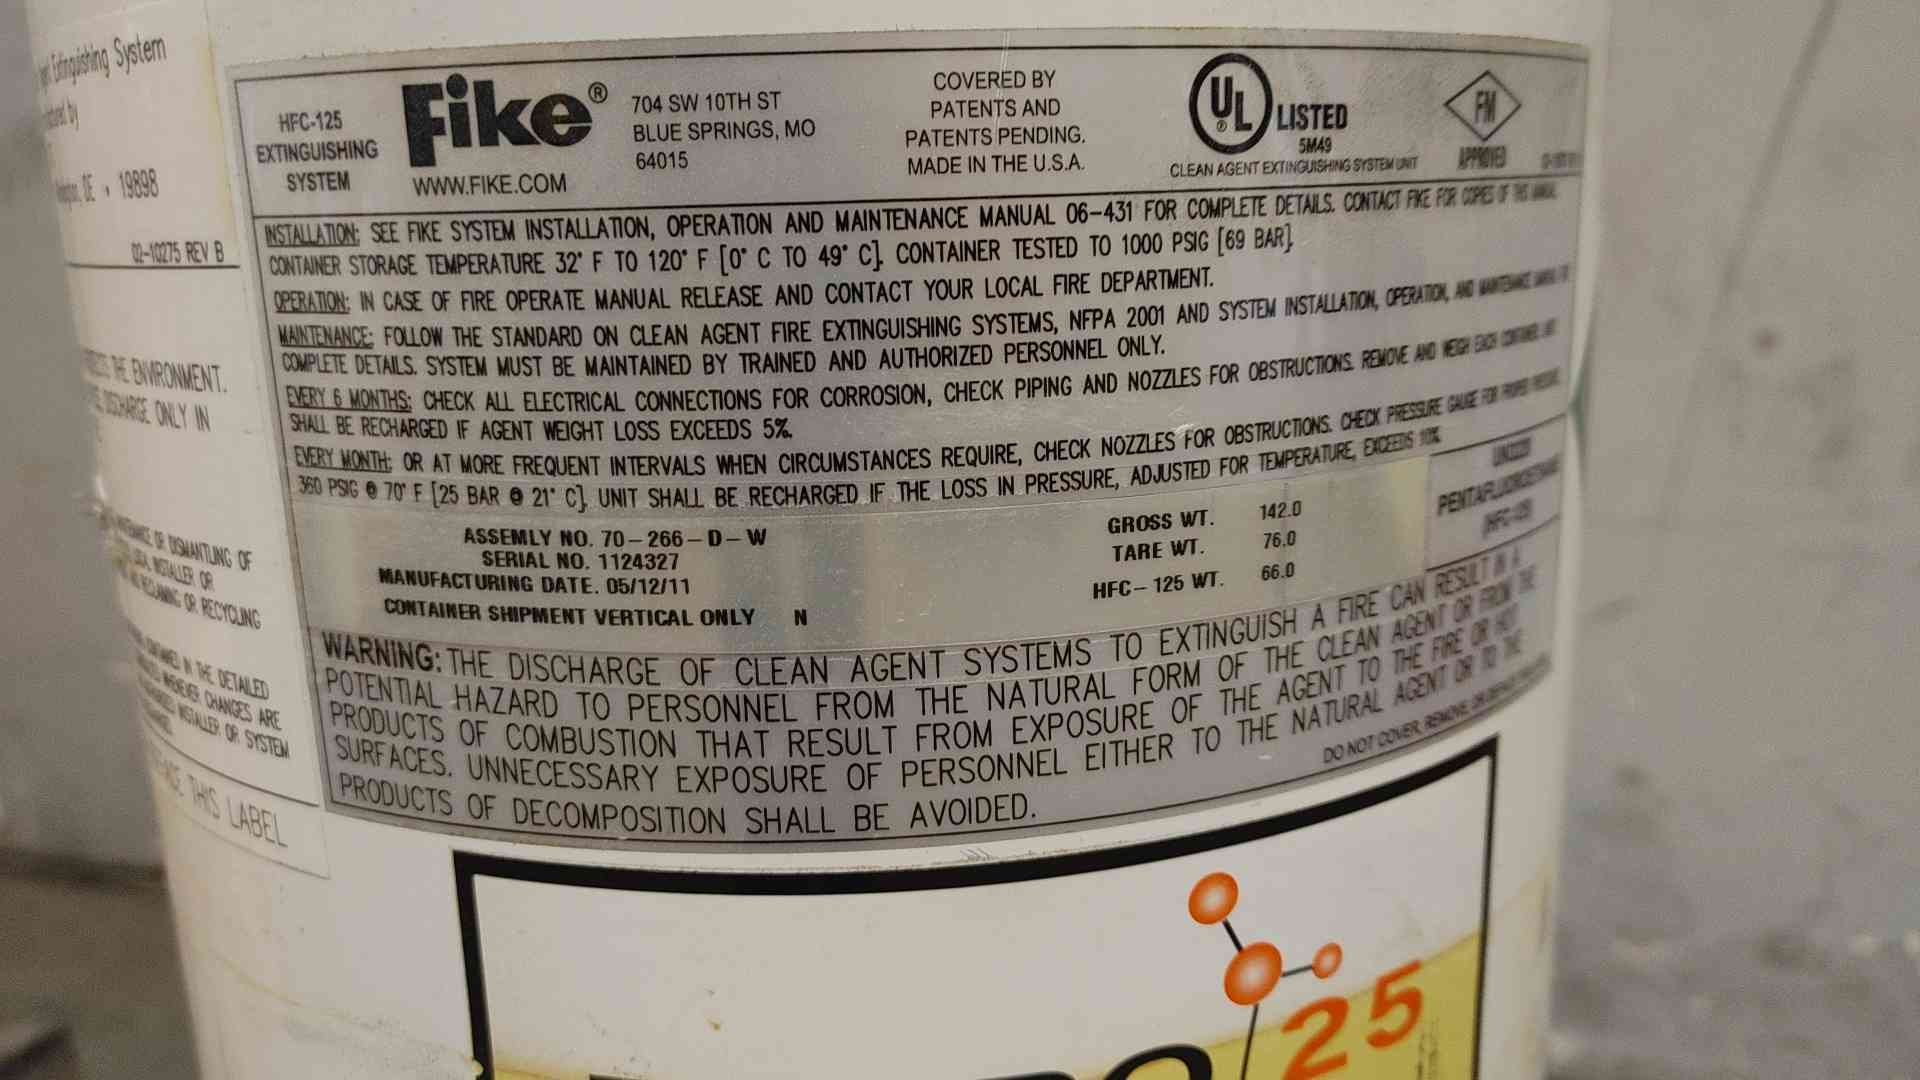 Extinguishing System
by
DE • 19898
02-10275 REV B
THE ENVIRONMENT.
DISCHARGE ONLY IN
OR DISMANTLING OF
INSTALLER OR
OR RECYCLING
IN THE DETAILED
WHENEVER CHANGES ARE
INSTALLER OR SYSTEM
THIS LABEL
HFC-125
EXTINGUISHING
SYSTEM
Fike®
WWW.FIKE.COM
704 SW 10TH ST
BLUE SPRINGS, MO
64015
COVERED BY
PATENTS AND
PATENTS PENDING.
MADE IN THE U.S.A.
UL® LISTED
5M49
CLEAN AGENT EXTINGUISHING SYSTEM UNIT
FM
APPROVED
INSTALLATION: SEE FIKE SYSTEM INSTALLATION, OPERATION AND MAINTENANCE MANUAL 06-431 FOR COMPLETE DETAILS. CONTACT FIKE FOR COPIES OF THIS MANUAL
CONTAINER STORAGE TEMPERATURE 32° F TO 120° F [0° C TO 49° C]. CONTAINER TESTED TO 1000 PSIG [69 BAR].
OPERATION: IN CASE OF FIRE OPERATE MANUAL RELEASE AND CONTACT YOUR LOCAL FIRE DEPARTMENT.
MAINTENANCE: FOLLOW THE STANDARD ON CLEAN AGENT FIRE EXTINGUISHING SYSTEMS, NFPA 2001 AND SYSTEM INSTALLATION, OPERATION, AND MAINTENANCE MANUAL
COMPLETE DETAILS. SYSTEM MUST BE MAINTAINED BY TRAINED AND AUTHORIZED PERSONNEL ONLY.
EVERY 6 MONTHS: CHECK ALL ELECTRICAL CONNECTIONS FOR CORROSION, CHECK PIPING AND NOZZLES FOR OBSTRUCTIONS. REMOVE AND WEIGH EACH CONTAINER.
SHALL BE RECHARGED IF AGENT WEIGHT LOSS EXCEEDS 5%.
EVERY MONTH: OR AT MORE FREQUENT INTERVALS WHEN CIRCUMSTANCES REQUIRE, CHECK NOZZLES FOR OBSTRUCTIONS. CHECK PRESSURE GAUGE FOR PROPER PRESSURE.
360 PSIG @ 70° F [25 BAR @ 21° C]. UNIT SHALL BE RECHARGED IF THE LOSS IN PRESSURE, ADJUSTED FOR TEMPERATURE, EXCEEDS 10%
ASSEMLY NO. 70-266-D-W
SERIAL NO. 1124327
MANUFACTURING DATE. 05/12/11
CONTAINER SHIPMENT VERTICAL ONLY N
GROSS WT. 142.0
TARE WT. 76.0
HFC-125 WT. 66.0
PENTAFLUOROETHANE
(HFC-125)
WARNING: THE DISCHARGE OF CLEAN AGENT SYSTEMS TO EXTINGUISH A FIRE CAN RESULT IN A
POTENTIAL HAZARD TO PERSONNEL FROM THE NATURAL FORM OF THE CLEAN AGENT OR FROM THE
PRODUCTS OF COMBUSTION THAT RESULT FROM EXPOSURE OF THE AGENT TO THE FIRE OR HOT
SURFACES. UNNECESSARY EXPOSURE OF PERSONNEL EITHER TO THE NATURAL AGENT OR TO THE
PRODUCTS OF DECOMPOSITION SHALL BE AVOIDED.
DO NOT COVER, REMOVE, OR
25